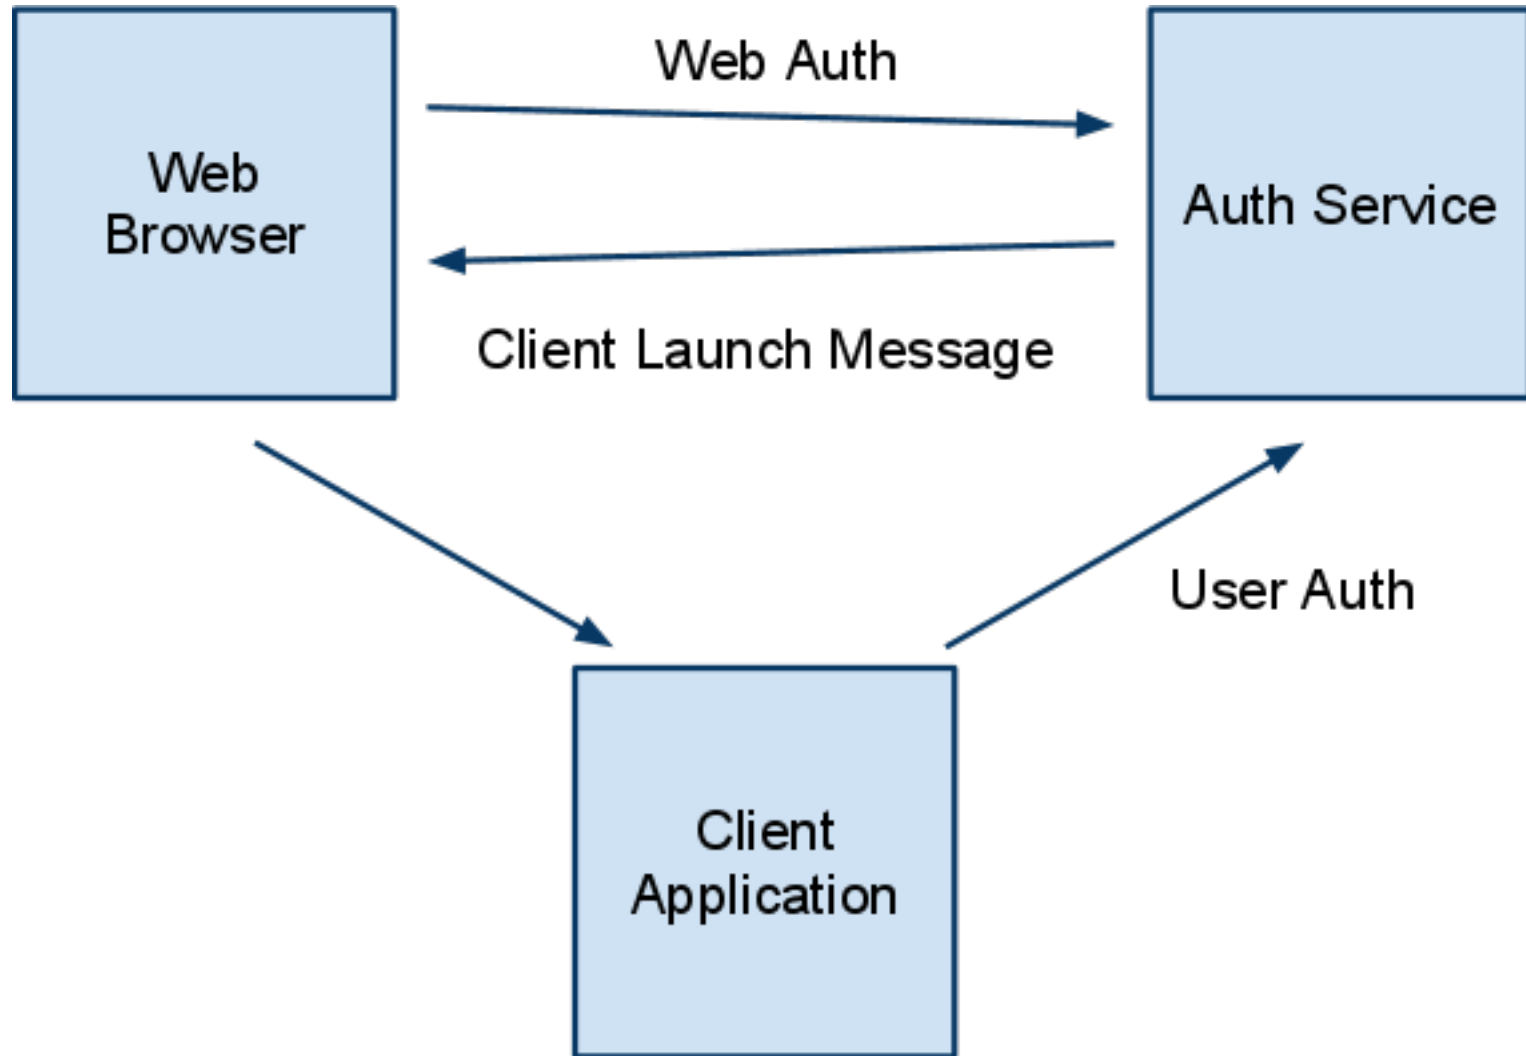 Web Auth
Web
Browser
Auth Service
Client Launch Message
User Auth
Client
Application